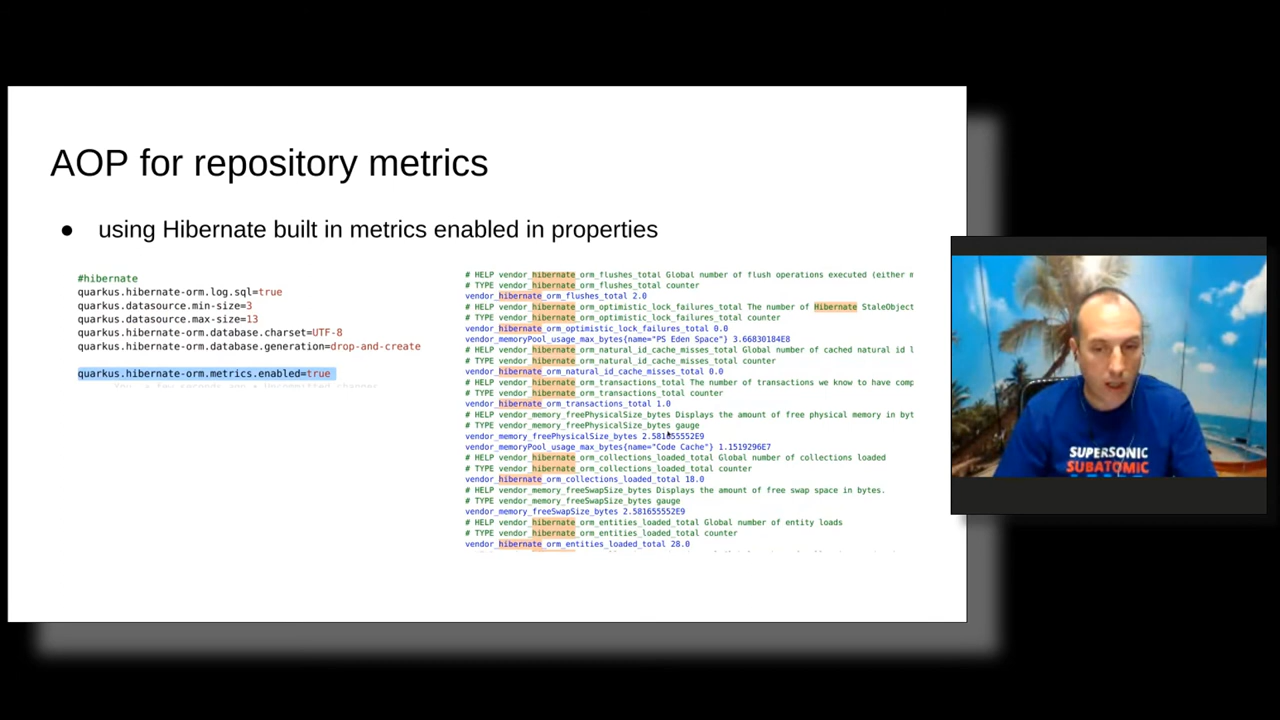 AOP for repository metrics
● using Hibernate built in metrics enabled in properties
#hibernate
quarkus.hibernate-orm.log.sql=true
quarkus.datasource.min-size=3
quarkus.datasource.max-size=13
quarkus.hibernate-orm.database.charset=UTF-8
quarkus.hibernate-orm.database.generation=drop-and-create
quarkus.hibernate-orm.metrics.enabled=true
# HELP vendor_hibernate_orm_flushes_total Global number of flush operations executed (either m
# TYPE vendor_hibernate_orm_flushes_total counter
vendor_hibernate_orm_flushes_total 2.0
# HELP vendor_hibernate_orm_optimistic_lock_failures_total The number of Hibernate StaleObject
# TYPE vendor_hibernate_orm_optimistic_lock_failures_total counter
vendor_hibernate_orm_optimistic_lock_failures_total 0.0
vendor_memoryPool_usage_max_bytes{name="PS Eden Space"} 3.66830184E8
# HELP vendor_hibernate_orm_natural_id_cache_misses_total Global number of cached natural id l
# TYPE vendor_hibernate_orm_natural_id_cache_misses_total counter
vendor_hibernate_orm_natural_id_cache_misses_total 0.0
# HELP vendor_hibernate_orm_transactions_total The number of transactions we know to have comp
# TYPE vendor_hibernate_orm_transactions_total counter
vendor_hibernate_orm_transactions_total 1.0
# HELP vendor_memory_freePhysicalSize_bytes Displays the amount of free physical memory in byt
# TYPE vendor_memory_freePhysicalSize_bytes gauge
vendor_memory_freePhysicalSize_bytes 2.581655552E9
vendor_memoryPool_usage_max_bytes{name="Code Cache"} 1.1519296E7
# HELP vendor_hibernate_orm_collections_loaded_total Global number of collections loaded
# TYPE vendor_hibernate_orm_collections_loaded_total counter
vendor_hibernate_orm_collections_loaded_total 18.0
# HELP vendor_memory_freeSwapSize_bytes Displays the amount of free swap space in bytes.
# TYPE vendor_memory_freeSwapSize_bytes gauge
vendor_memory_freeSwapSize_bytes 2.581655552E9
# HELP vendor_hibernate_orm_entities_loaded_total Global number of entity loads
# TYPE vendor_hibernate_orm_entities_loaded_total counter
vendor_hibernate_orm_entities_loaded_total 28.0
SUPERSONIC
SUBATOMIC